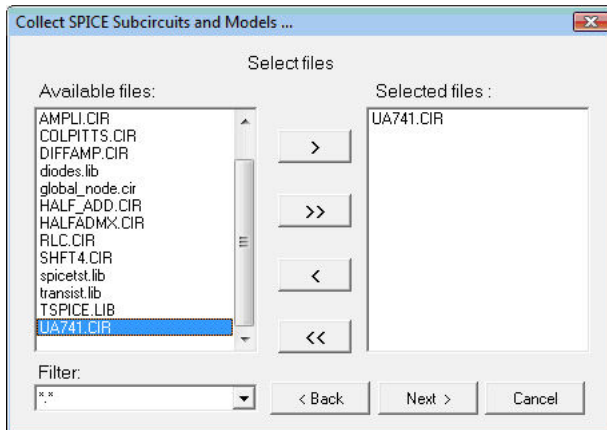 Collect SPICE Subcircuits and Models ...
Select files
Available files:
Selected files :
AMPLI.CIR
COLPITTS.CIR
DIFFAMP.CIR
diodes.lib
global_node.cir
HALF_ADD.CIR
HALFADMX.CIR
RLC.CIR
SHFT4.CIR
spicetst.lib
transist.lib
TSPICE.LIB
UA741.CIR
>
>>
<
<<
UA741.CIR
Filter:
*.*
< Back
Next >
Cancel